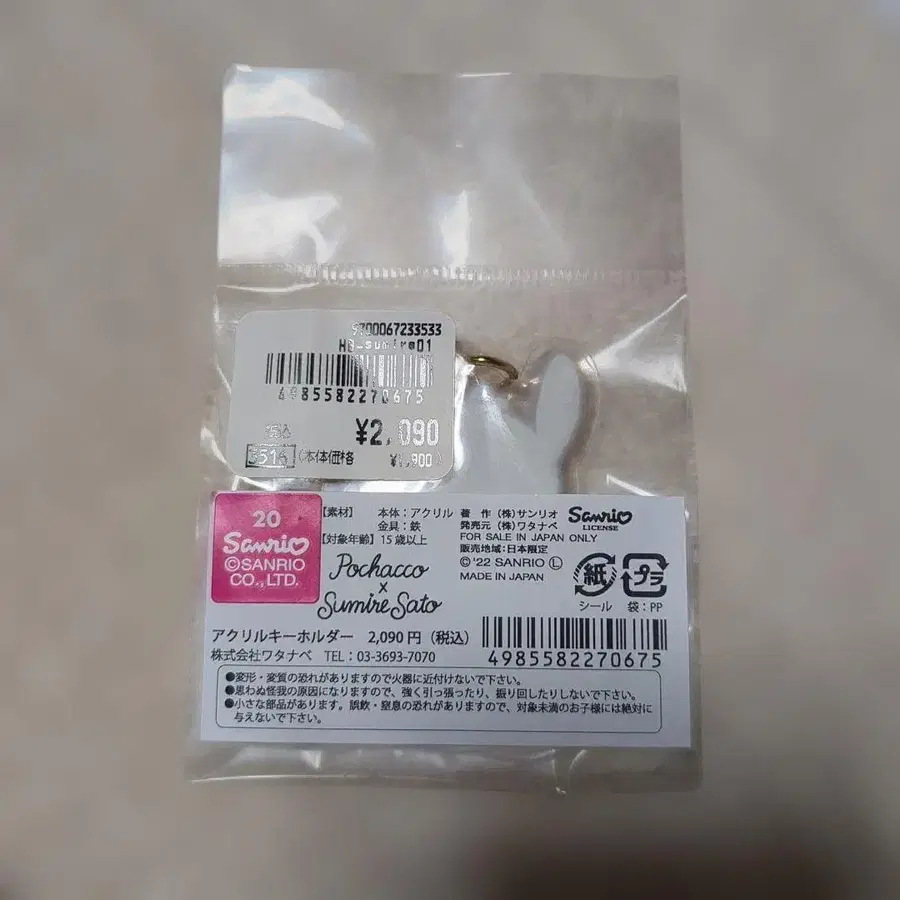 9700067233533
HD_sumire01
4985582270675
税込
¥2,090
3516 (本体価格 ¥1,900)
20
Sanrio
©SANRIO
CO.,LTD.
【素材】 本体：アクリル
金具：鉄
【対象年齢】15歳以上
Pochacco
×
Sumire Sato
著 作 (株)サンリオ
発売元 (株)ワタナベ
FOR SALE IN JAPAN ONLY
販売地域：日本限定
©'22 SANRIO Ⓛ
MADE IN JAPAN
Sanrio
LICENSE
紙
シール
プラ
袋：PP
アクリルキーホルダー 2,090円（税込）
株式会社ワタナベ TEL：03-3693-7070
4985582270675
●変形・変質の恐れがありますので火器に近付けないで下さい。
●思わぬ怪我の原因になりますので、強く引っ張ったり、振り回したりしないで下さい。
●小さな部品があります。誤飲・窒息の恐れがありますので、対象未満のお子様には絶対に
与えないで下さい。